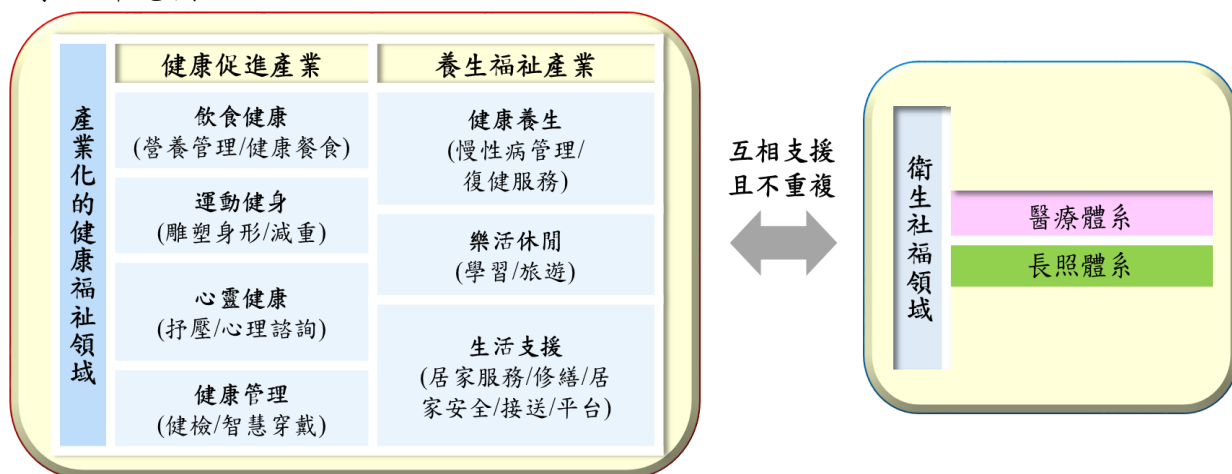 產業化的健康福祉領域
健康促進產業
飲食健康
(營養管理/健康餐食)
運動健身
(雕塑身形/減重)
心靈健康
(抒壓/心理諮詢)
健康管理
(健檢/智慧穿戴)
養生福祉產業
健康養生
(慢性病管理/
復健服務)
樂活休閒
(學習/旅遊)
生活支援
(居家服務/修繕/居
家安全/接送/平台)
互相支援
且不重複
衛生社福領域
醫療體系
長照體系